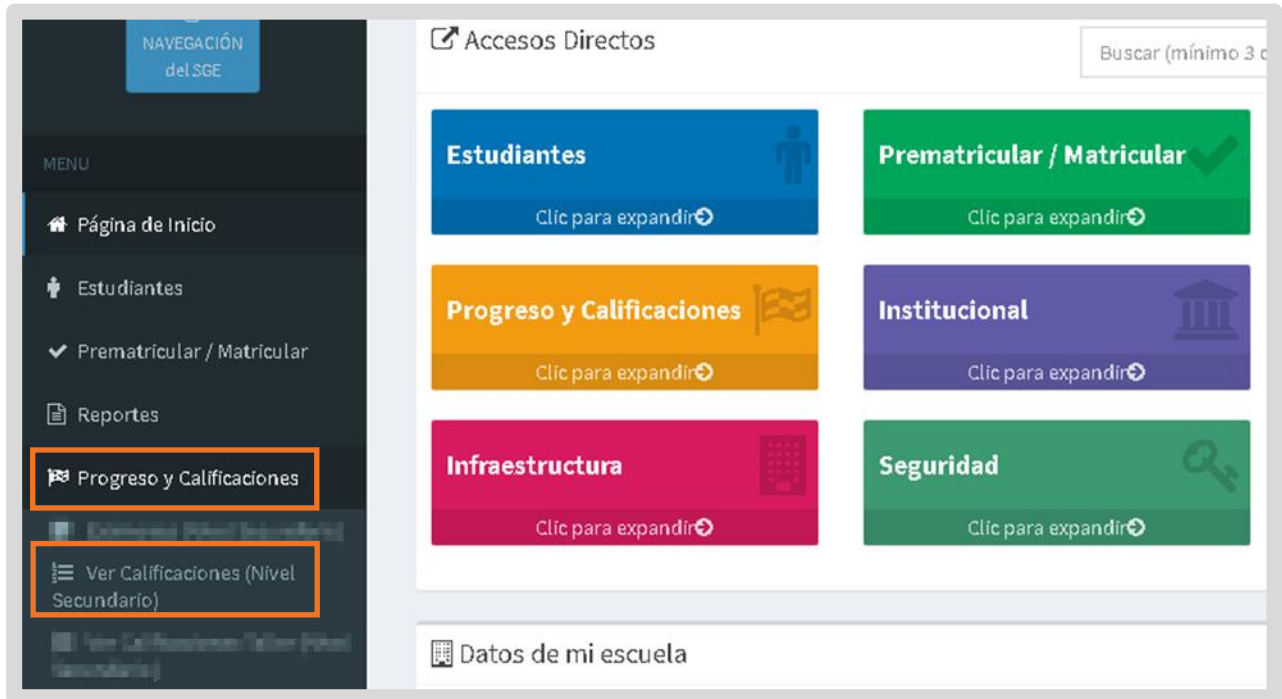 NAVEGACIÓN
del SGE
MENU
Página de Inicio
Estudiantes
Prematricular / Matricular
Reportes
Progreso y Calificaciones
Ver Calificaciones (Nivel
Secundario)
Accesos Directos
Buscar (mínimo 3
Estudiantes
Clic para expandir
Prematricular / Matricular
Clic para expandir
Progreso y Calificaciones
Clic para expandir
Institucional
Clic para expandir
Infraestructura
Clic para expandir
Seguridad
Clic para expandir
Datos de mi escuela